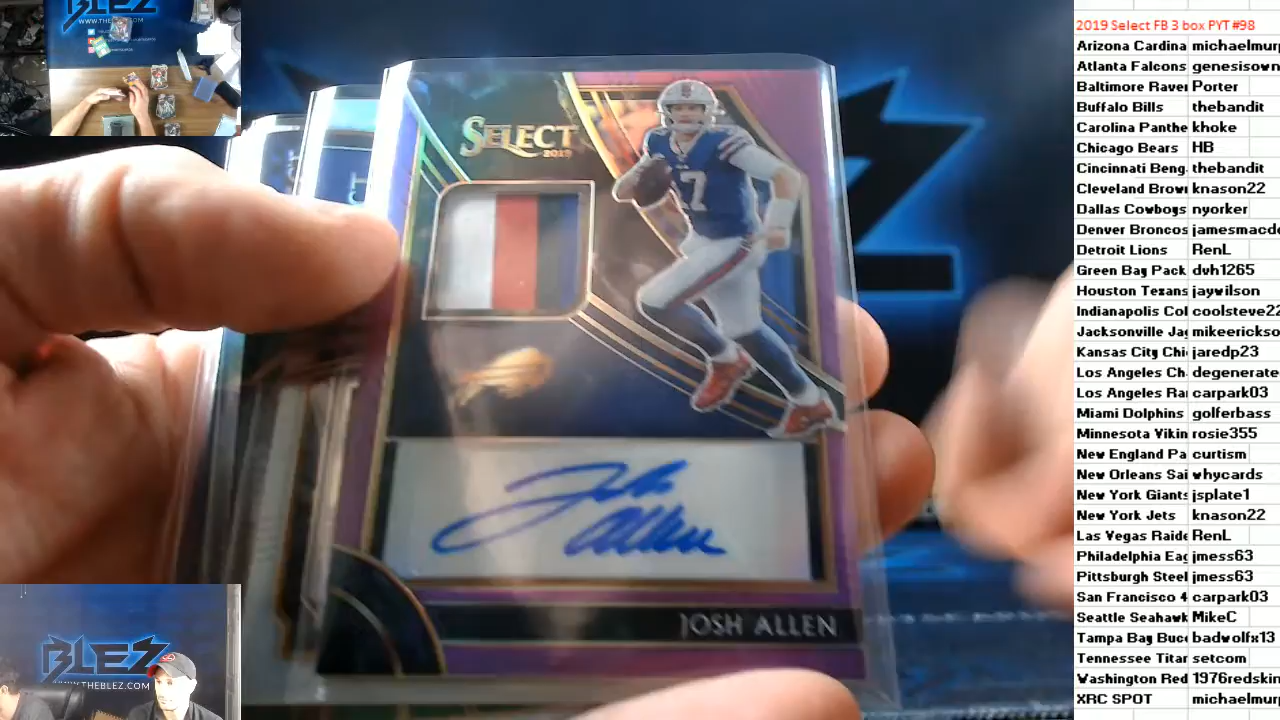 BLEZ
WWW.THEBLEZ
SELECT
2019
17
Josh
Allen
JOSH ALLEN
BLEZ
WWW.THEBLEZ.COM
2019 Select FB 3 box PYT #98
Arizona Cardina michaelmur
Atlanta Falcons genesisown
Baltimore Raver Porter
Buffalo Bills thebandit
Carolina Panthe khoke
Chicago Bears HB
Cincinnati Beng thebandit
Cleveland Brow knason22
Dallas Cowboys nyorker
Denver Broncos jamesmacd
Detroit Lions RenL
Green Bay Pack dvh1265
Houston Texans jaywilson
Indianapolis Col coolsteve22
Jacksonville Jag mikeerickso
Kansas City Chi jaredp23
Los Angeles Ch degenerate
Los Angeles Ra carpark03
Miami Dolphins golferbass
Minnesota Vikin rosie355
New England Pa curtism
New Orleans Sai whycards
New York Giants jsplate1
New York Jets knason22
Las Vegas Raide RenL
Philadelphia Eag jmess63
Pittsburgh Steel jmess63
San Francisco 4 carpark03
Seattle Seahawk MikeC
Tampa Bay Bucc badwolfx13
Tennessee Titar setcom
Washington Red 1976redskin
XRC SPOT michaelmur